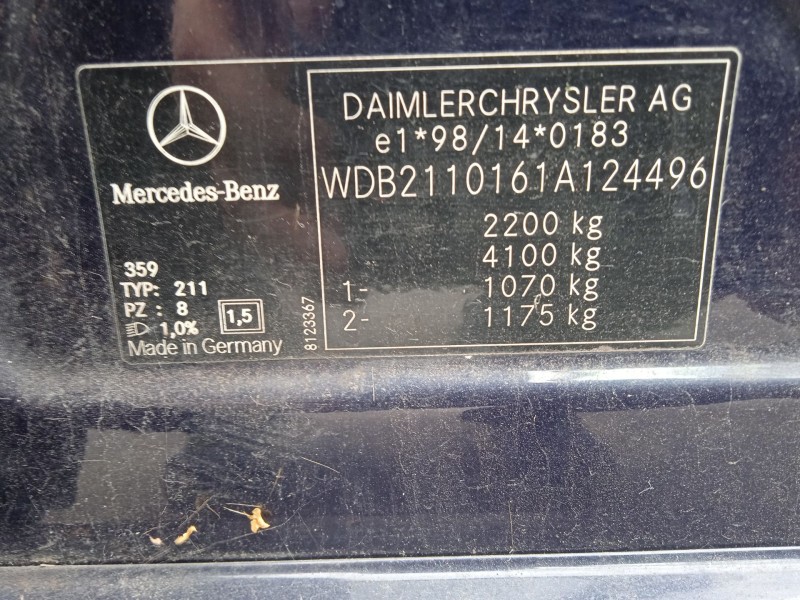 Mercedes-Benz
359
TYP: 211
PZ : 8
1,0%
1,5
Made in Germany
8123367
DAIMLERCHRYSLER AG
e1*98/14*0183
WDB2110161A124496
2200 kg
4100 kg
1- 1070 kg
2- 1175 kg